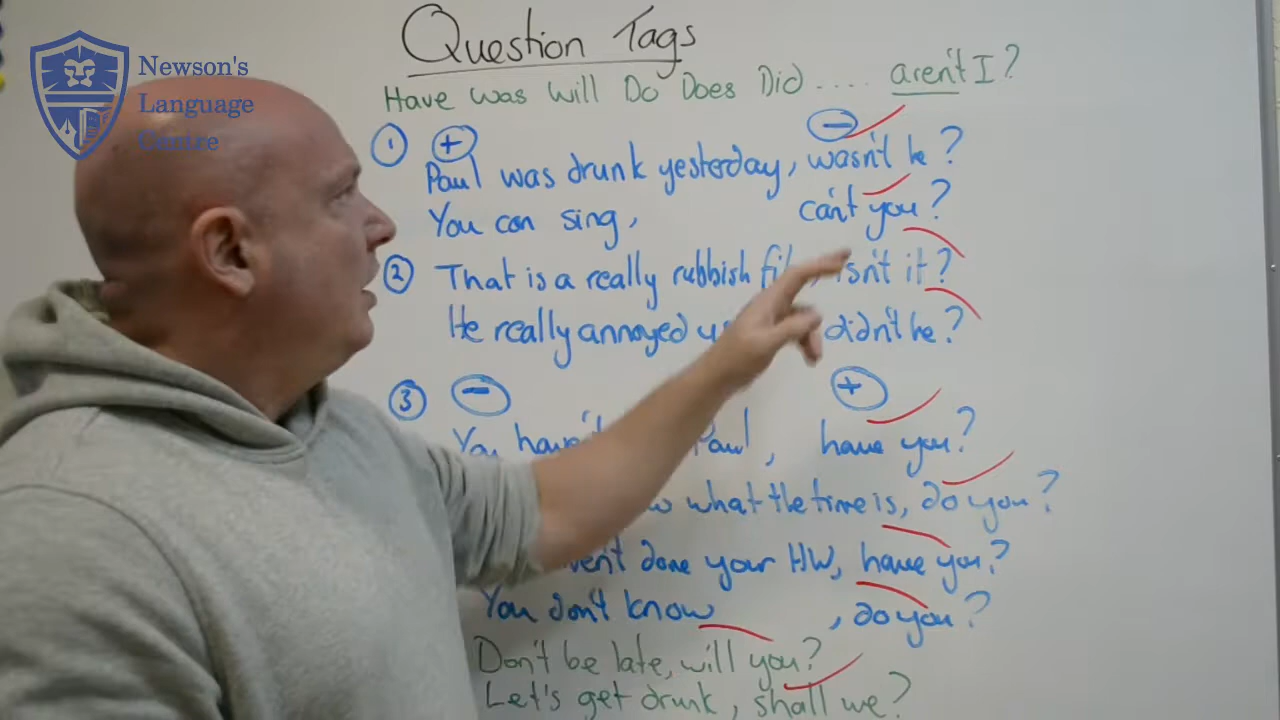 Newson's
Language
Centre
Question Tags
Have Was Will Do Does Did .... aren't I?
① + −
Paul was drunk yesterday, wasn't he?
You can sing, can't you?
② That is a really rubbish isn't it?
He really annoyed didn't he?
③ − +
You Paul, have you?
what the time is, do you?
done your HW, have you?
You don't know , do you?
Don't be late, will you?
Let's get drunk, shall we?